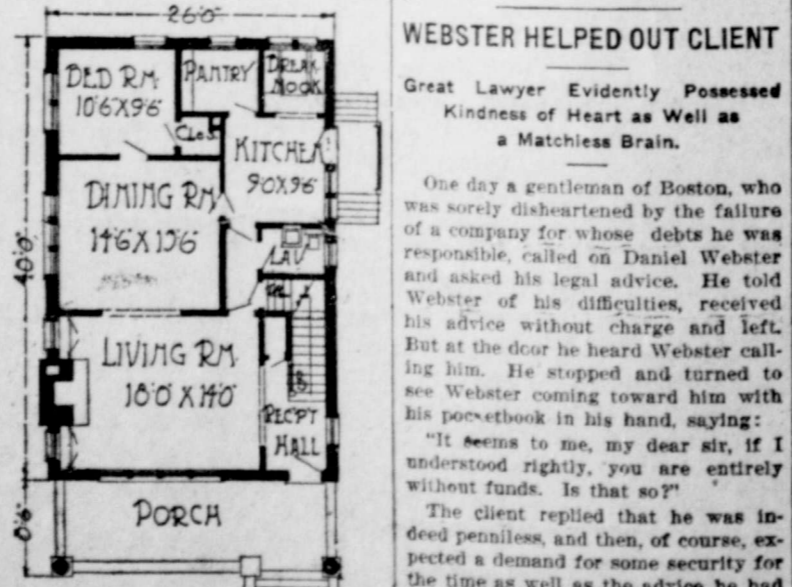 26'0"
BED RM
10'6"X9'6"
PANTRY
BREAK
NOOK
CLOS
KITCHEN
9'0X9'6"
DINING RM
14'6"X13'6"
LAV
40'0"
LIVING RM
18'0"X14'0"
REC'PT
HALL
PORCH
WEBSTER HELPED OUT CLIENT
Great Lawyer Evidently Possessed
Kindness of Heart as Well as
a Matchless Brain.
One day a gentleman of Boston, who
was sorely disheartened by the failure
of a company for whose debts he was
responsible, called on Daniel Webster
and asked his legal advice. He told
Webster of his difficulties, received
his advice without charge and left.
But at the door he heard Webster call-
ing him. He stopped and turned to
see Webster coming toward him with
his pocketbook in his hand, saying:
"It seems to me, my dear sir, if I
understood rightly, you are entirely
without funds. Is that so?"
The client replied that he was in-
deed penniless, and then, of course, ex-
pected a demand for some security for
the time as well as the advice he had